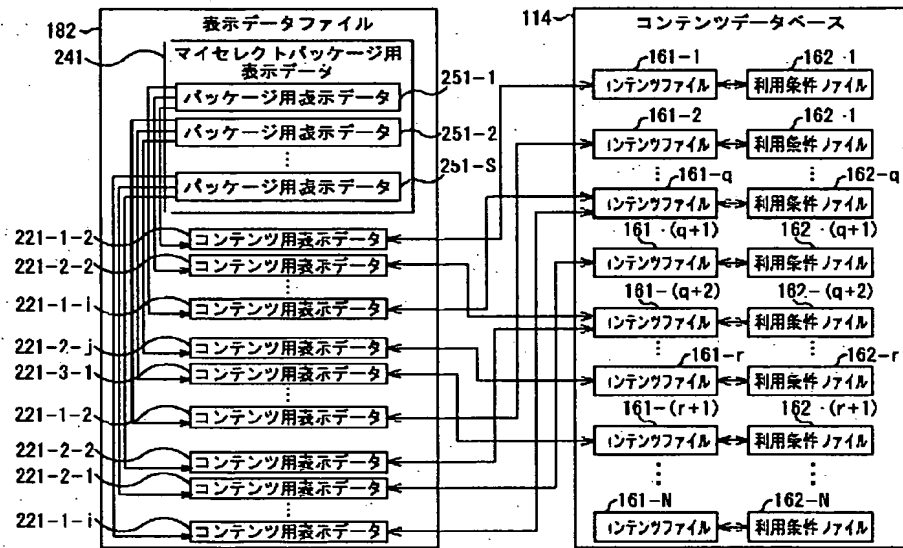 182
表示データファイル
241
マイセレクトパッケージ用
表示データ
パッケージ用表示データ
251-1
パッケージ用表示データ
251-2
パッケージ用表示データ
251-S
221-1-2
コンテンツ用表示データ
221-2-2
コンテンツ用表示データ
221-1-i
コンテンツ用表示データ
221-2-j
コンテンツ用表示データ
221-3-1
コンテンツ用表示データ
221-1-2
コンテンツ用表示データ
221-2-2
コンテンツ用表示データ
221-2-1
コンテンツ用表示データ
221-1-i
コンテンツ用表示データ
114
コンテンツデータベース
161-1
162-1
コンテンツファイル
利用条件ファイル
161-2
162-1
コンテンツファイル
利用条件ファイル
161-q
162-q
コンテンツファイル
利用条件ファイル
161-(q+1)
162-(q+1)
コンテンツファイル
利用条件ファイル
161-(q+2)
162-(q+2)
コンテンツファイル
利用条件ファイル
161-r
162-r
コンテンツファイル
利用条件ファイル
161-(r+1)
162-(r+1)
コンテンツファイル
利用条件ファイル
161-N
162-N
コンテンツファイル
利用条件ファイル